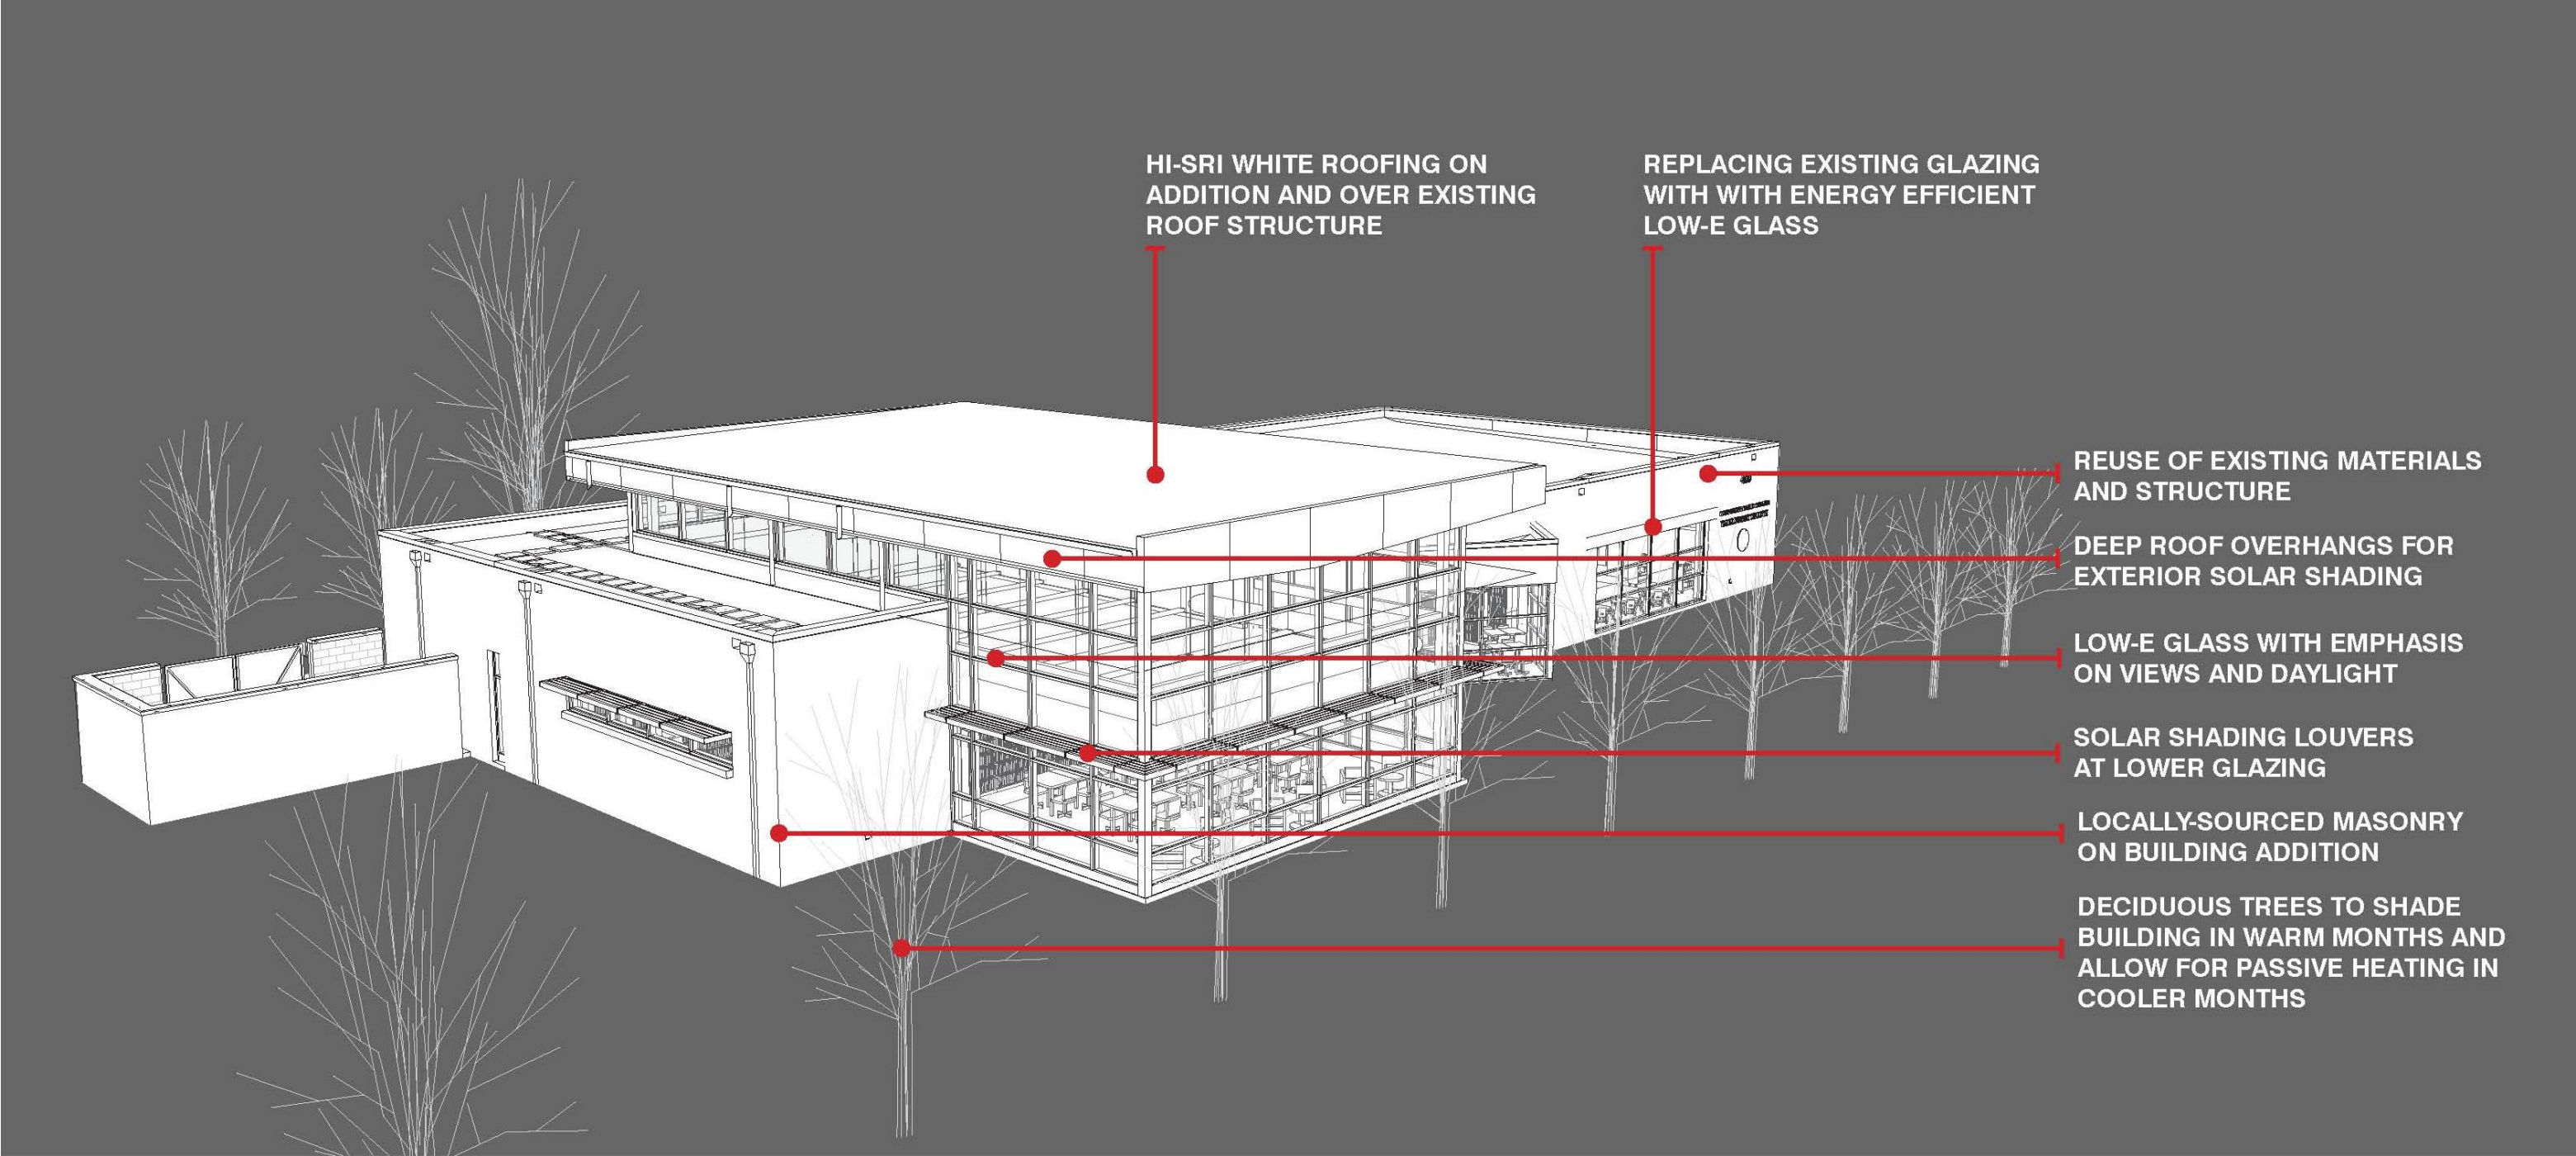 HI-SRI WHITE ROOFING ON
ADDITION AND OVER EXISTING
ROOF STRUCTURE
REPLACING EXISTING GLAZING
WITH WITH ENERGY EFFICIENT
LOW-E GLASS
REUSE OF EXISTING MATERIALS
AND STRUCTURE
DEEP ROOF OVERHANGS FOR
EXTERIOR SOLAR SHADING
LOW-E GLASS WITH EMPHASIS
ON VIEWS AND DAYLIGHT
SOLAR SHADING LOUVERS
AT LOWER GLAZING
LOCALLY-SOURCED MASONRY
ON BUILDING ADDITION
DECIDUOUS TREES TO SHADE
BUILDING IN WARM MONTHS AND
ALLOW FOR PASSIVE HEATING IN
COOLER MONTHS